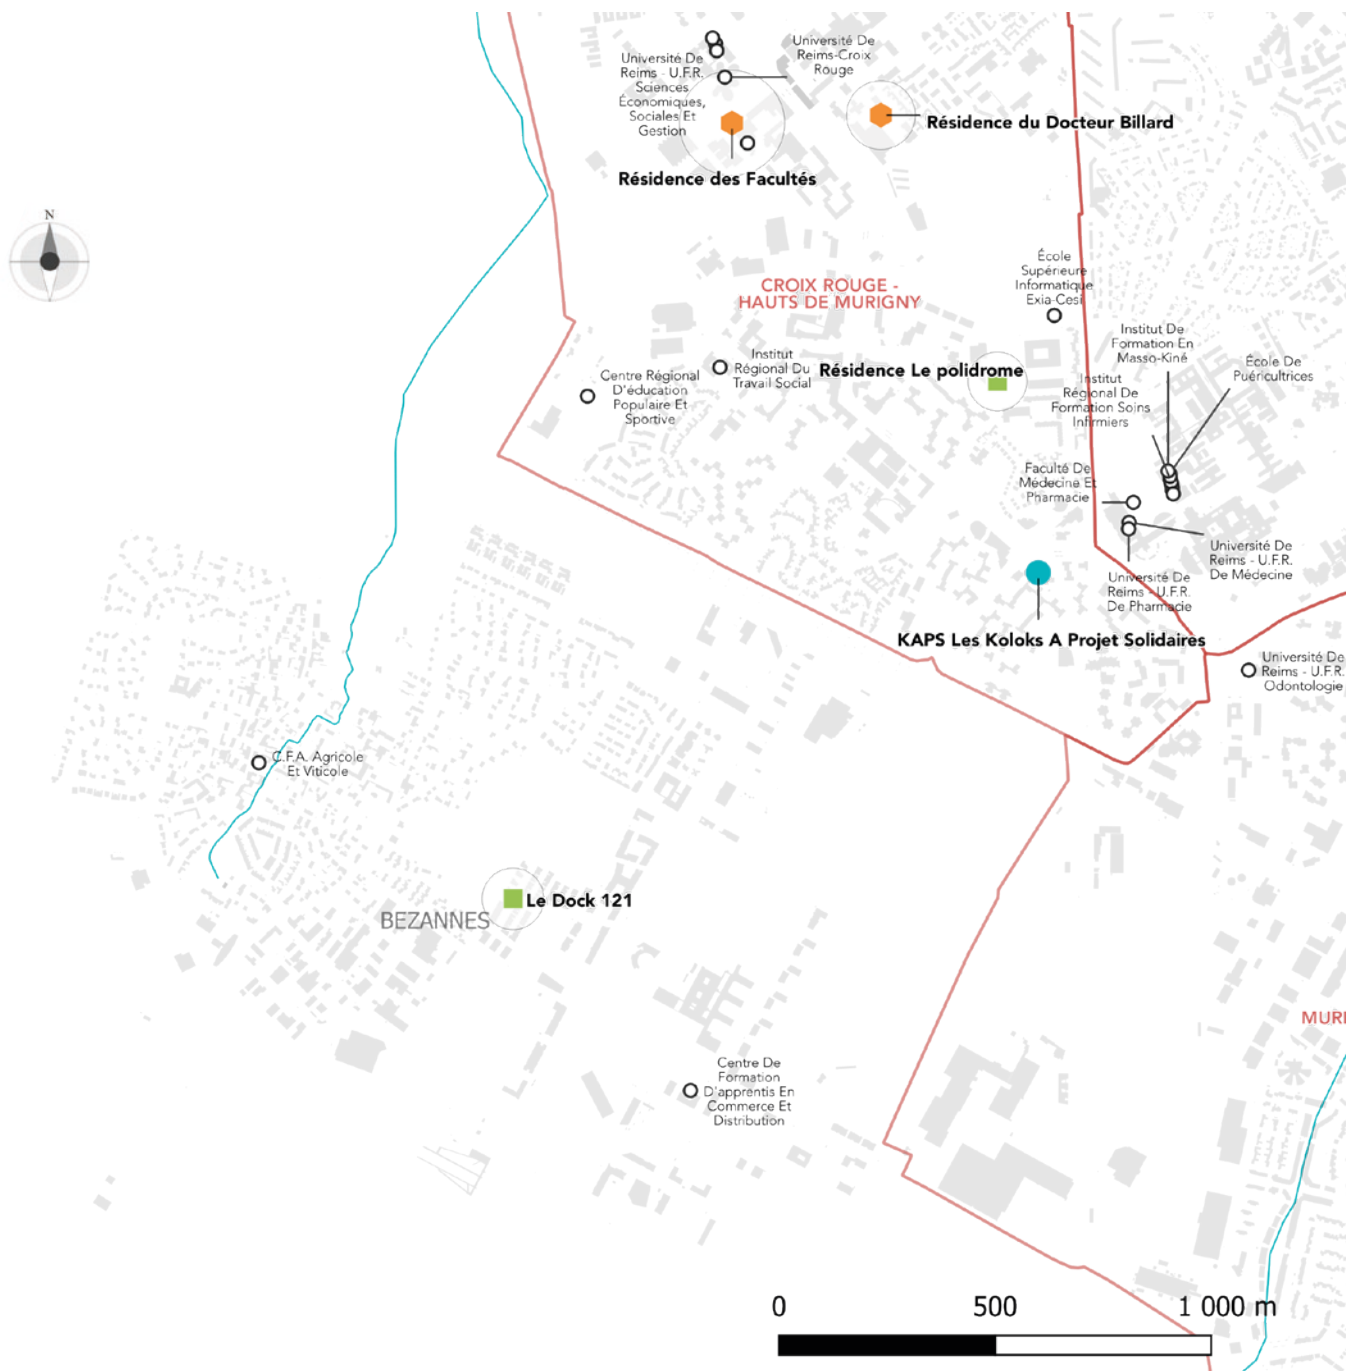 Université De
Reims-Croix
Rouge
Université De
Reims - U.F.R.
Sciences
Économiques,
Sociales Et
Gestion
Résidence du Docteur Billard
Résidence des Facultés
N
École
Supérieure
Informatique
Exia-Cesi
CROIX ROUGE -
HAUTS DE MURIGNY
Institut De
Formation En
Masso-Kiné
École De
Puéricultrices
Institut
Régional Du
Travail Social
Résidence Le polidrome
Centre Régional
D'éducation
Populaire Et
Sportive
Institut
Régional De
Formation Soins
Infirmiers
Faculté De
Médecine Et
Pharmacie
Université De
Reims - U.F.R.
De Médecine
Université De
Reims - U.F.R.
De Pharmacie
KAPS Les Koloks A Projet Solidaires
Université De
Reims - U.F.R.
Odontologie
C.F.A. Agricole
Et Viticole
Le Dock 121
BEZANNES
MURI
Centre De
Formation
D'apprentis En
Commerce Et
Distribution
0 500 1 000 m